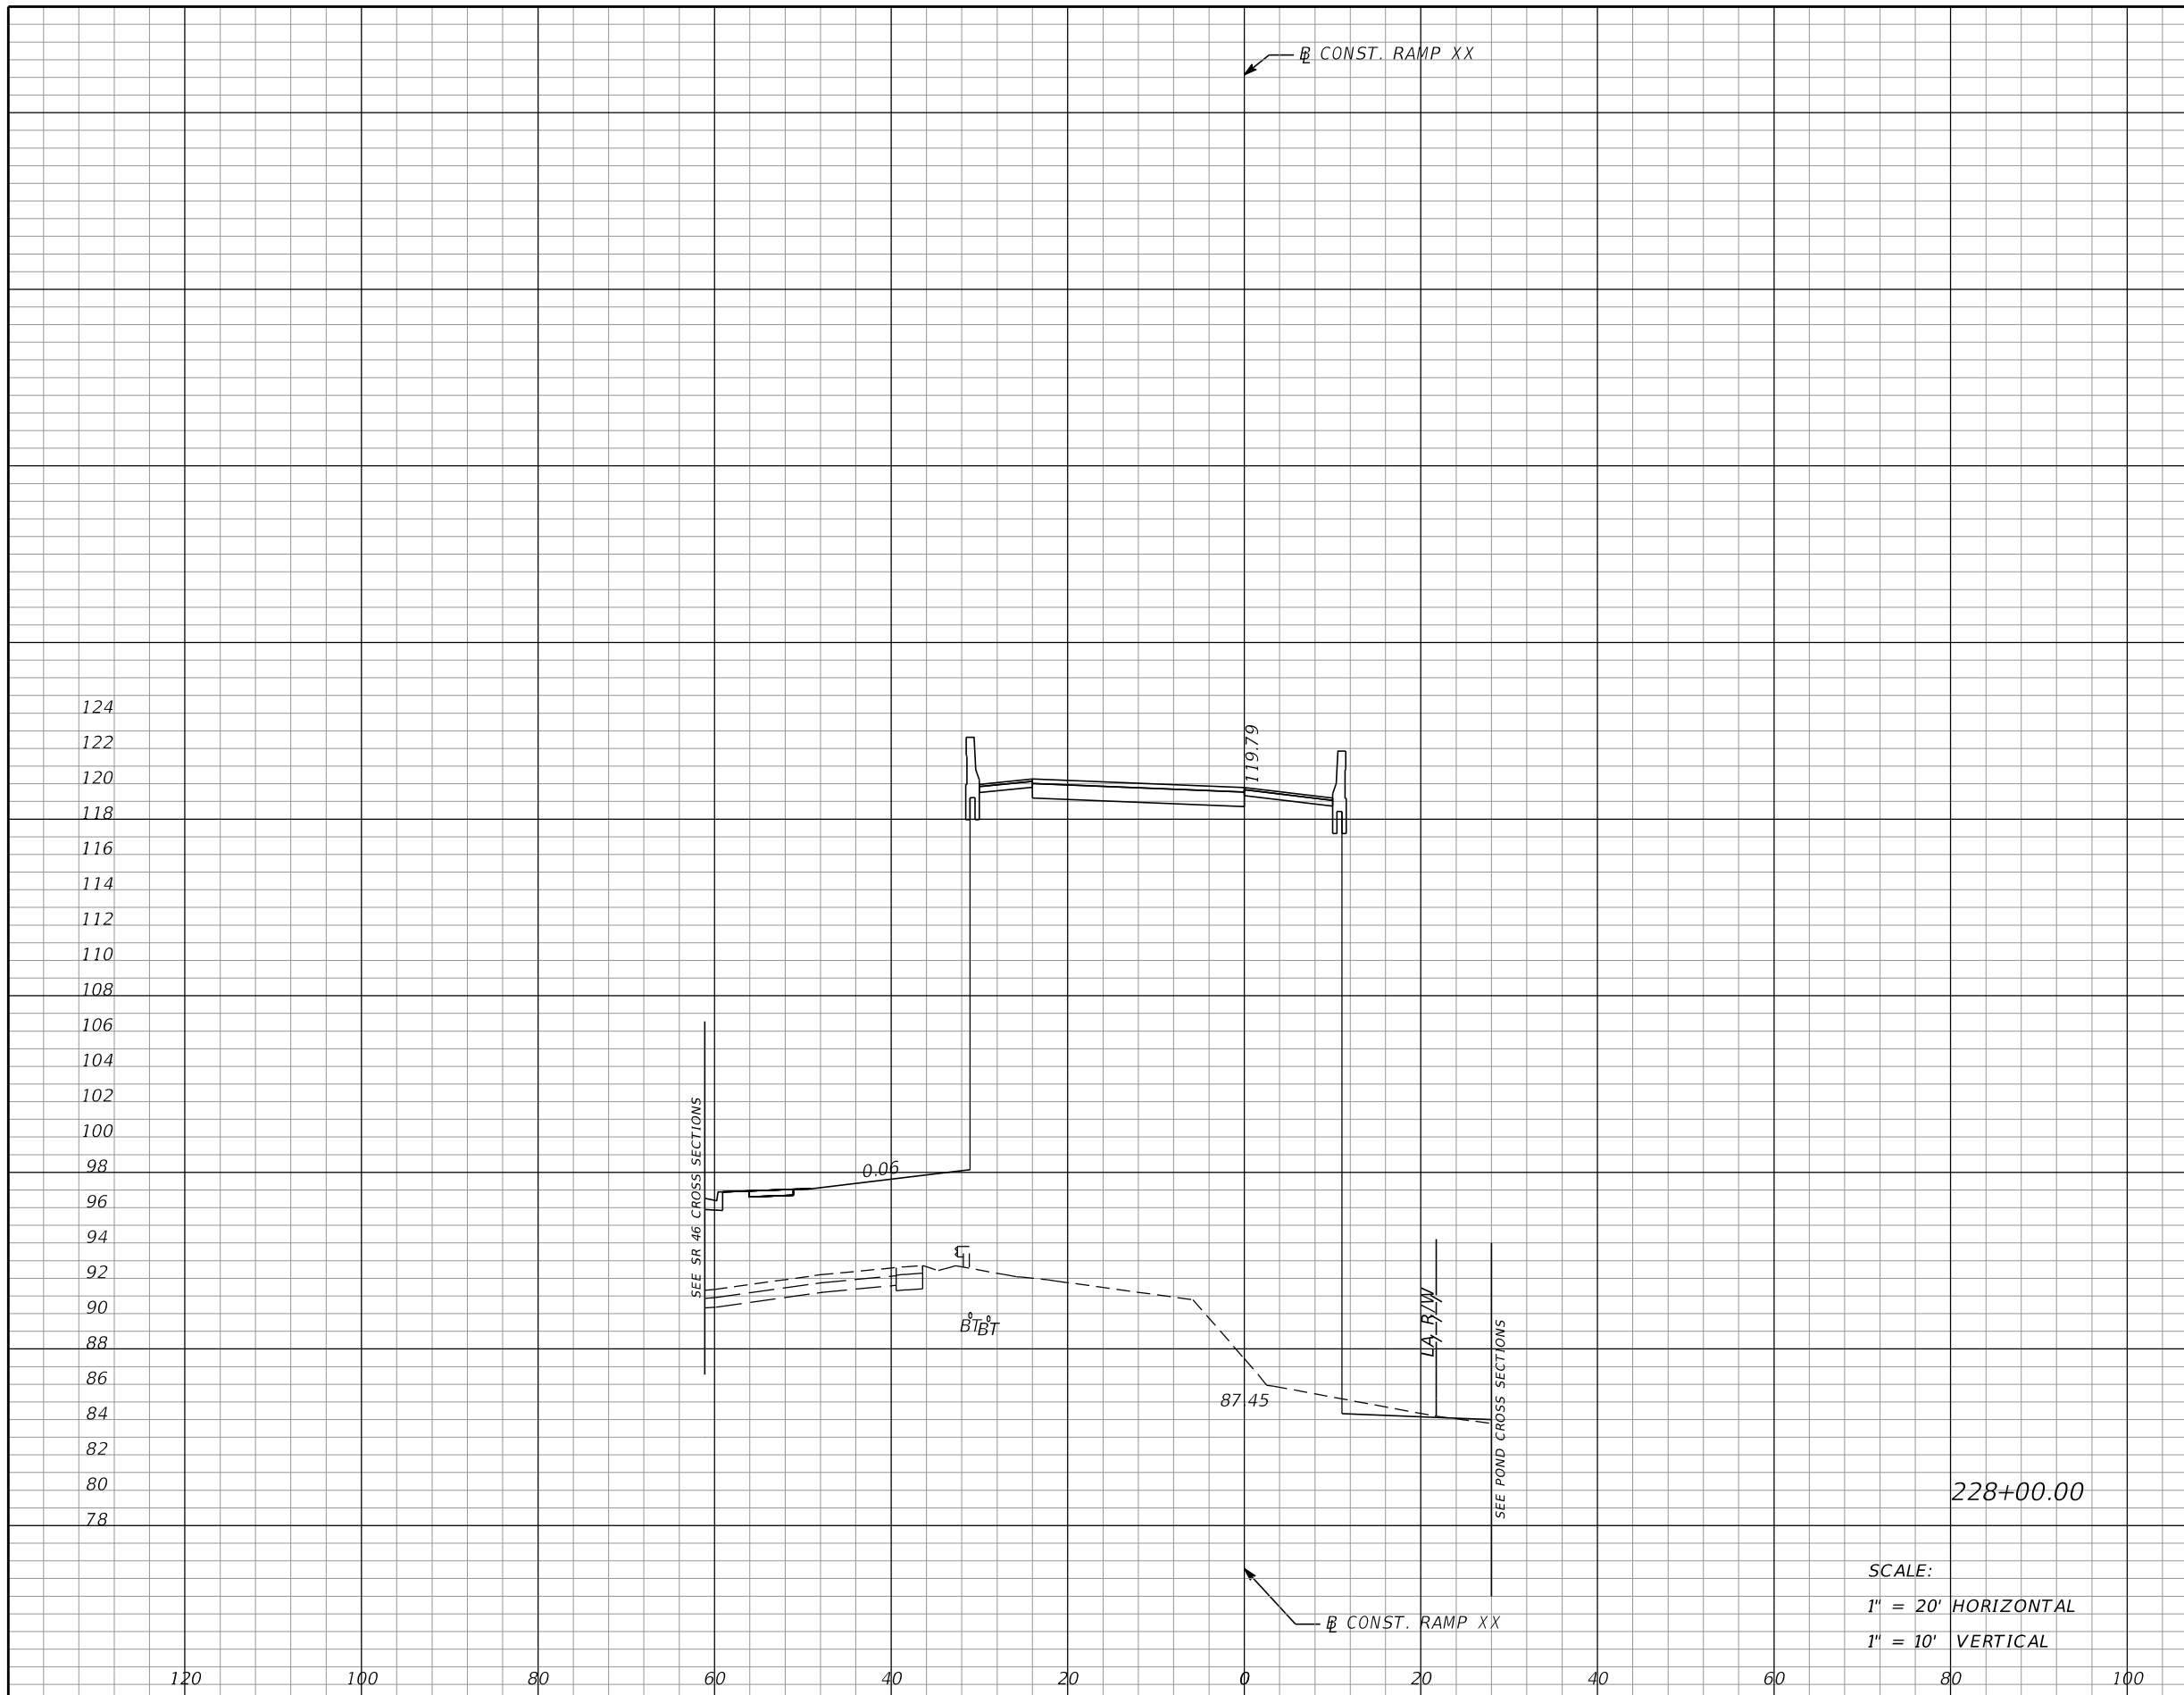 BL CONST. RAMP XX
124
122
120
118
116
114
112
110
108
106
104
102
100
98
96
94
92
90
88
86
84
82
80
78
119.79
SEE SR 46 CROSS SECTIONS
0.06
BT
BT
87.45
LA R/W
SEE POND CROSS SECTIONS
228+00.00
SCALE:
1" = 20' HORIZONTAL
1" = 10' VERTICAL
BL CONST. RAMP XX
120 100 80 60 40 20 0 20 40 60 80 100